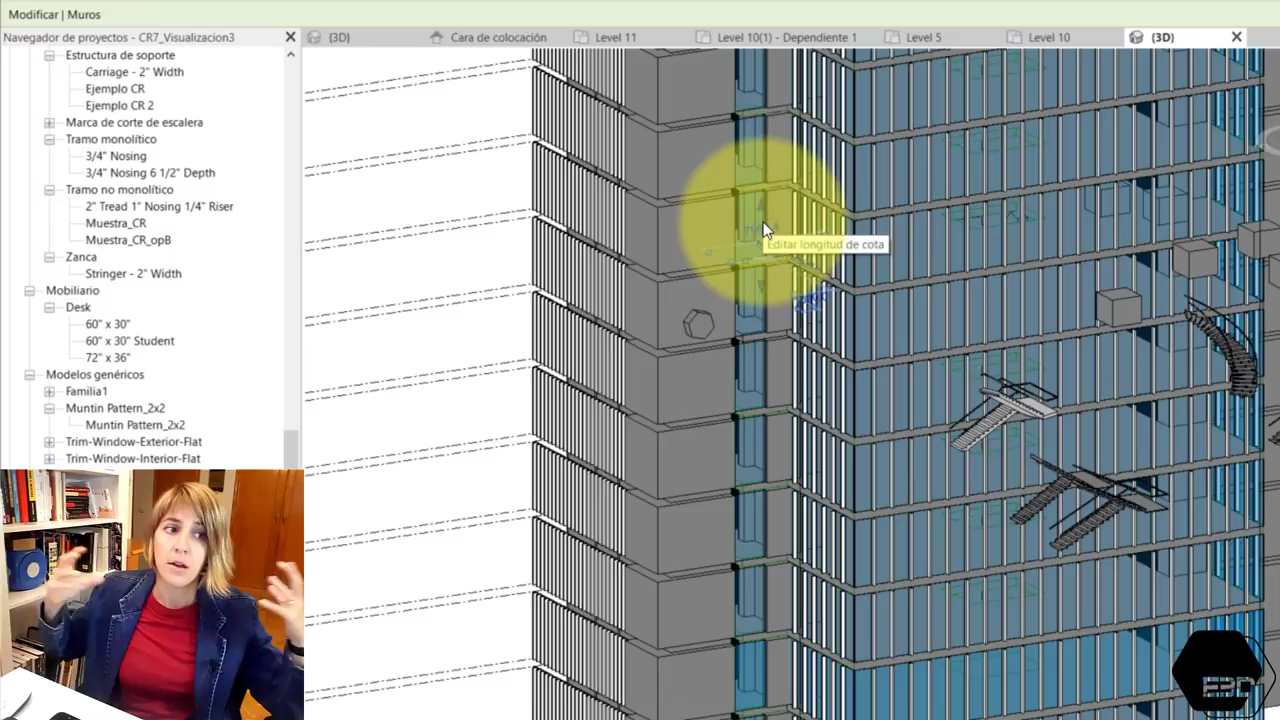 Modificar | Muros
Navegador de proyectos - CR7_Visualizacion3
{3D}
Cara de colocación
Level 11
Level 10(1) - Dependiente 1
Level 5
Level 10
{3D}
Estructura de soporte
Carriage - 2" Width
Ejemplo CR
Ejemplo CR 2
Marca de corte de escalera
Tramo monolítico
3/4" Nosing
3/4" Nosing 6 1/2" Depth
Tramo no monolítico
2" Tread 1" Nosing 1/4" Riser
Muestra_CR
Muestra_CR_opB
Zanca
Stringer - 2" Width
Mobiliario
Desk
60" x 30"
60" x 30" Student
72" x 36"
Modelos genéricos
Familia1
Muntin Pattern_2x2
Muntin Pattern_2x2
Trim-Window-Exterior-Flat
Trim-Window-Interior-Flat
Editar longitud de cota